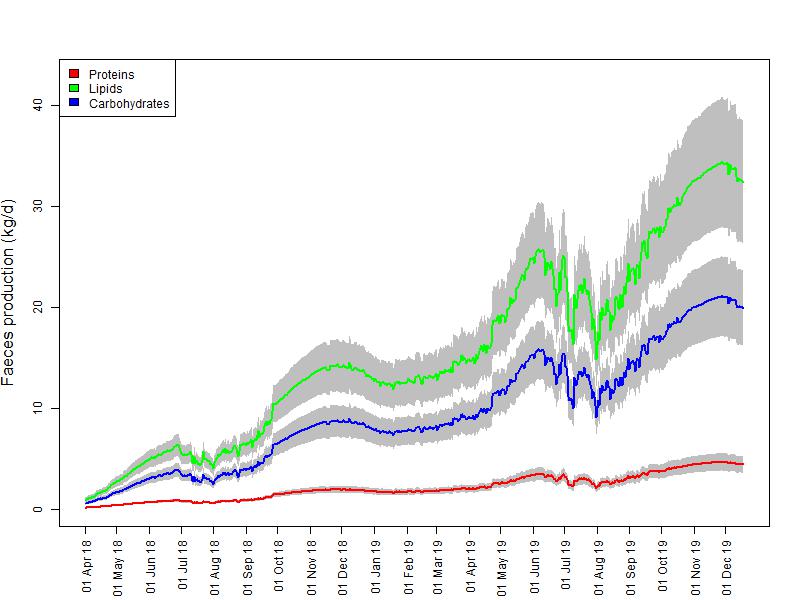 Proteins
Lipids
Carbohydrates
Faeces production (kg/d)
40
30
20
10
0
01 Apr 18
01 May 18
01 Jun 18
01 Jul 18
01 Aug 18
01 Sep 18
01 Oct 18
01 Nov 18
01 Dec 18
01 Jan 19
01 Feb 19
01 Mar 19
01 Apr 19
01 May 19
01 Jun 19
01 Jul 19
01 Aug 19
01 Sep 19
01 Oct 19
01 Nov 19
01 Dec 19